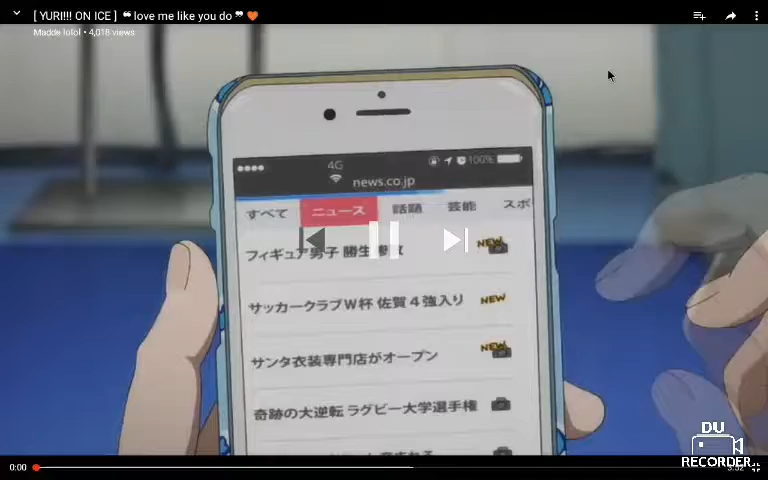 [ YURI!!! ON ICE ] ❝ love me like you do ❞ 🧡
Madde lolol • 4,018 views
4G
100%
news.co.jp
すべて ニュース 話題 芸能 スポ
フィギュア男子 勝生惨敗
NEW
サッカークラブW杯 佐賀4強入り
NEW
サンタ衣装専門店がオープン
NEW
奇跡の大逆転 ラグビー大学選手権
DU
RECORDER
0:00